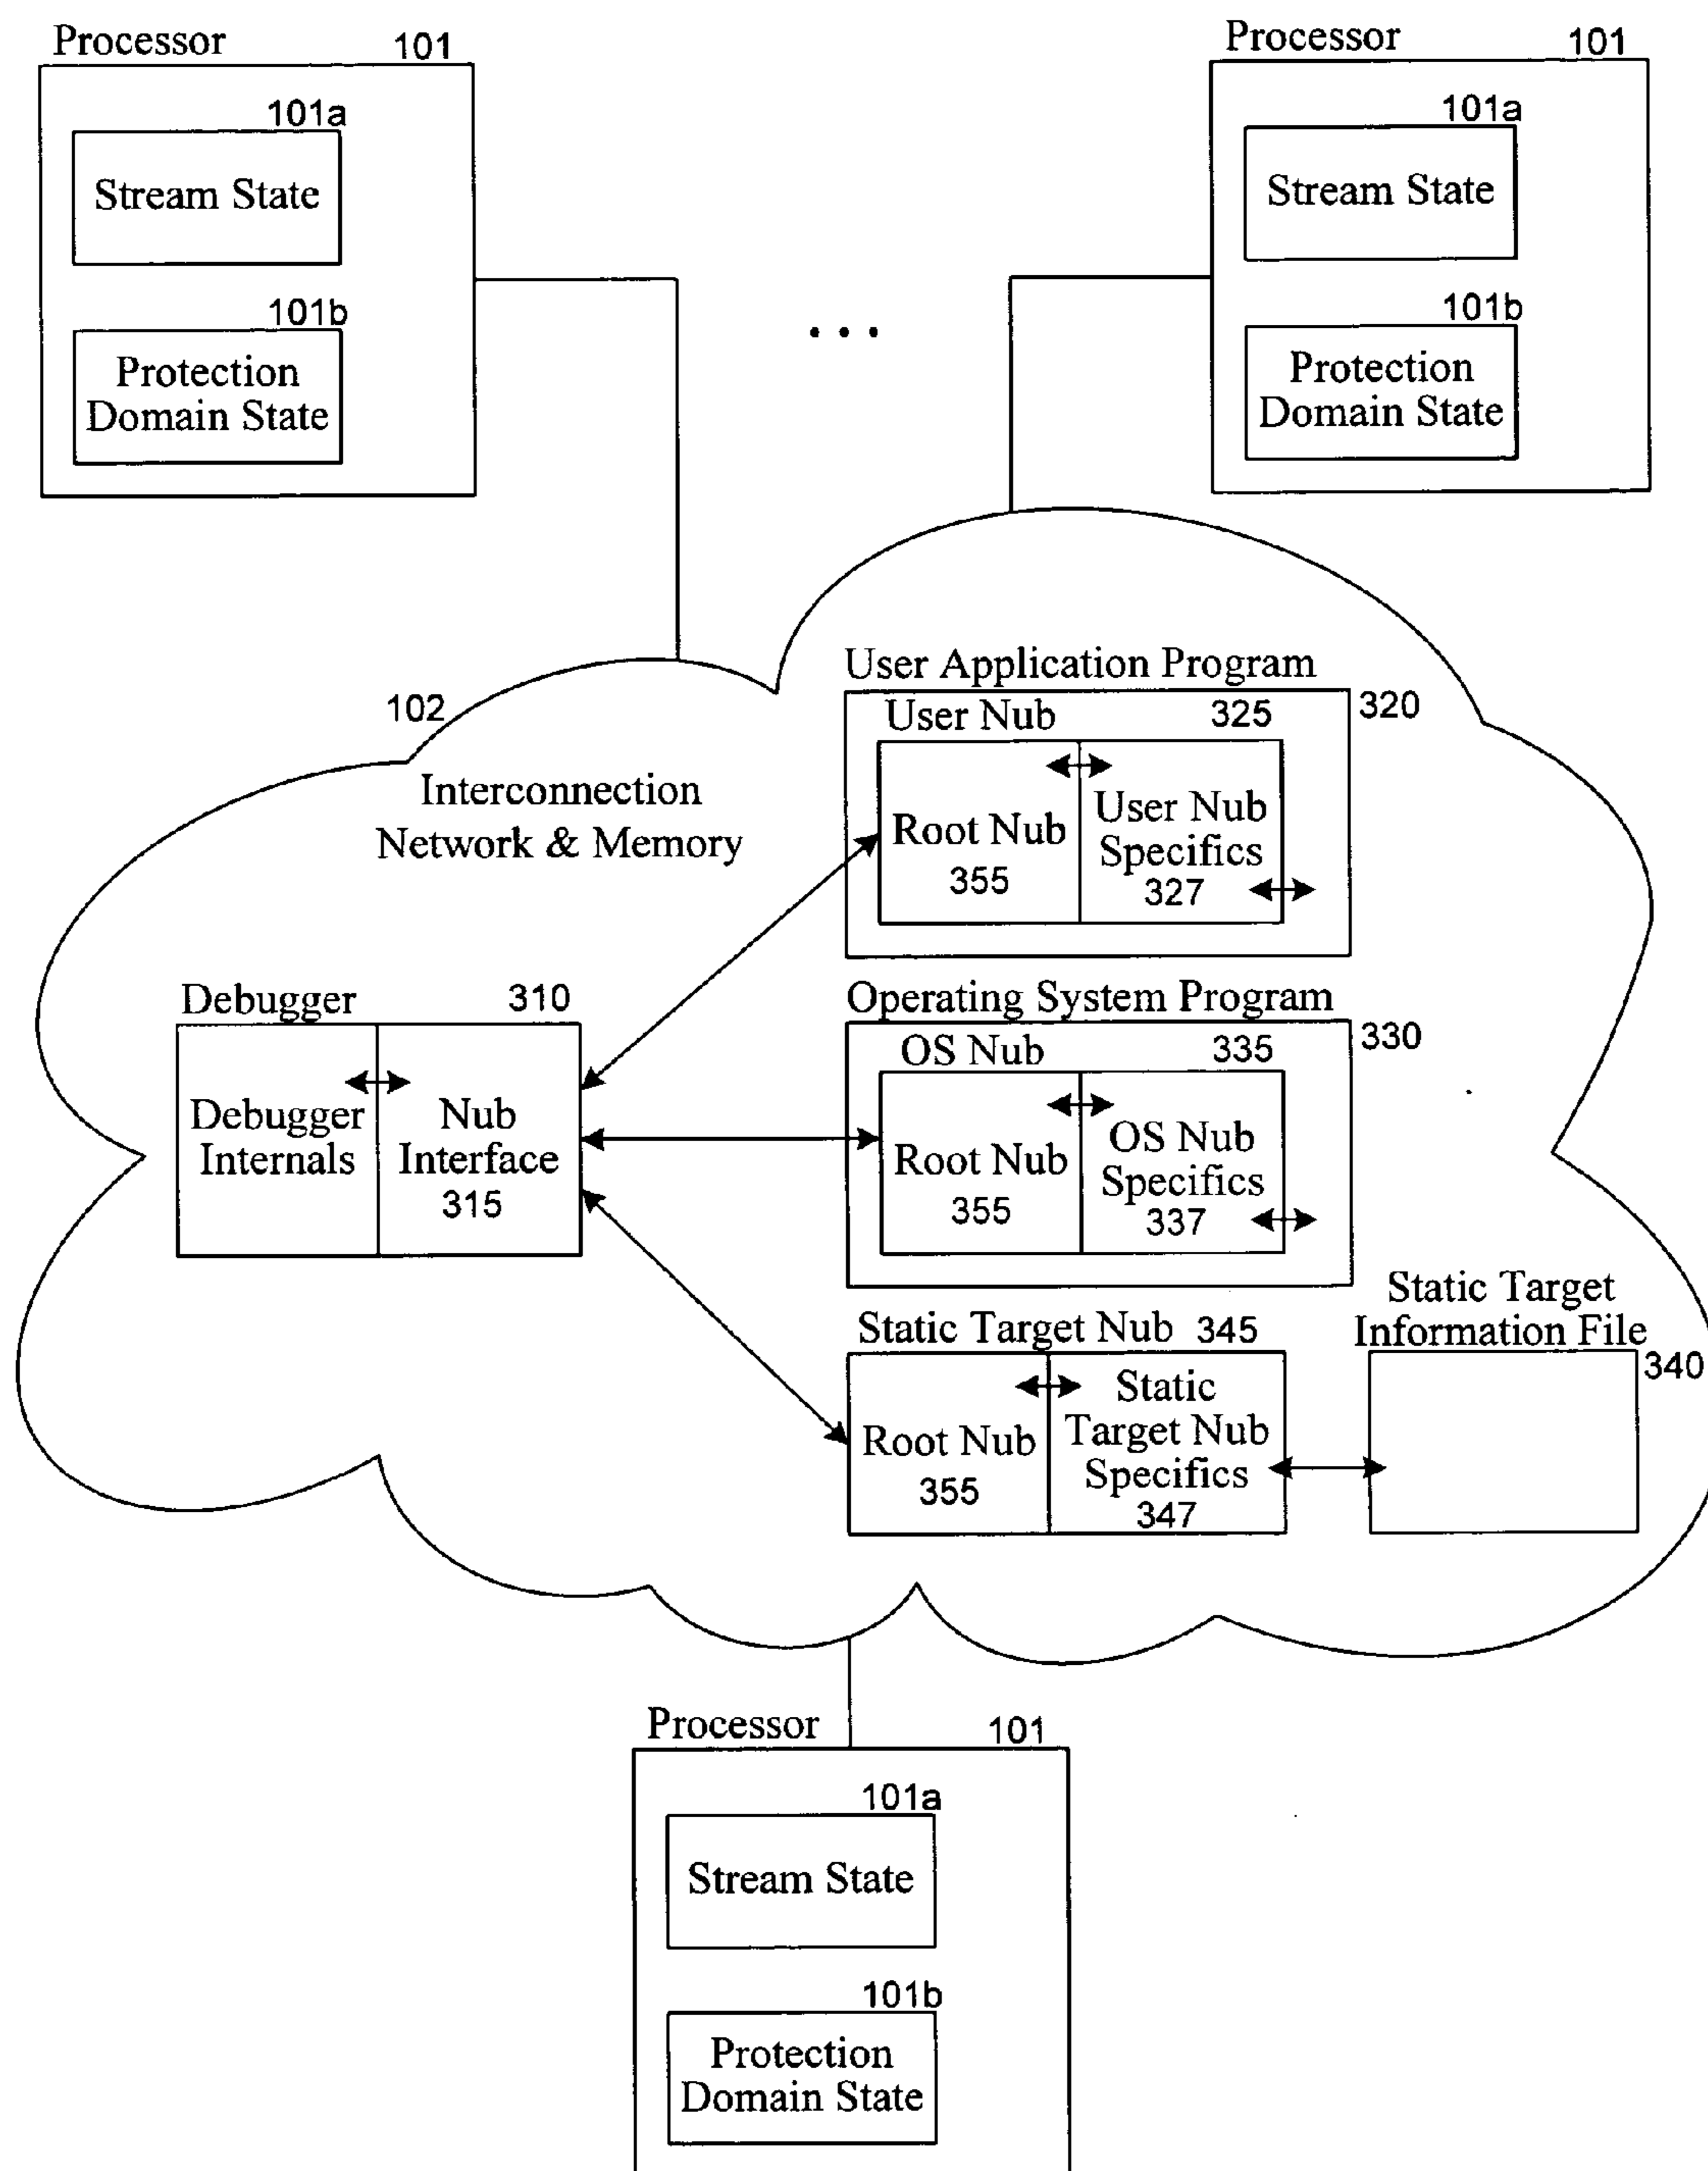 Processor 101
101a
Stream State
101b
Protection
Domain State
...
Processor 101
101a
Stream State
101b
Protection
Domain State
102
Interconnection
Network & Memory
User Application Program
320
User Nub 325
Root Nub
355
User Nub
Specifics
327
Debugger 310
Debugger
Internals
Nub
Interface
315
Operating System Program
330
OS Nub 335
Root Nub
355
OS Nub
Specifics
337
Static Target Nub 345
Root Nub
355
Static
Target Nub
Specifics
347
Static Target
Information File
340
Processor 101
101a
Stream State
101b
Protection
Domain State